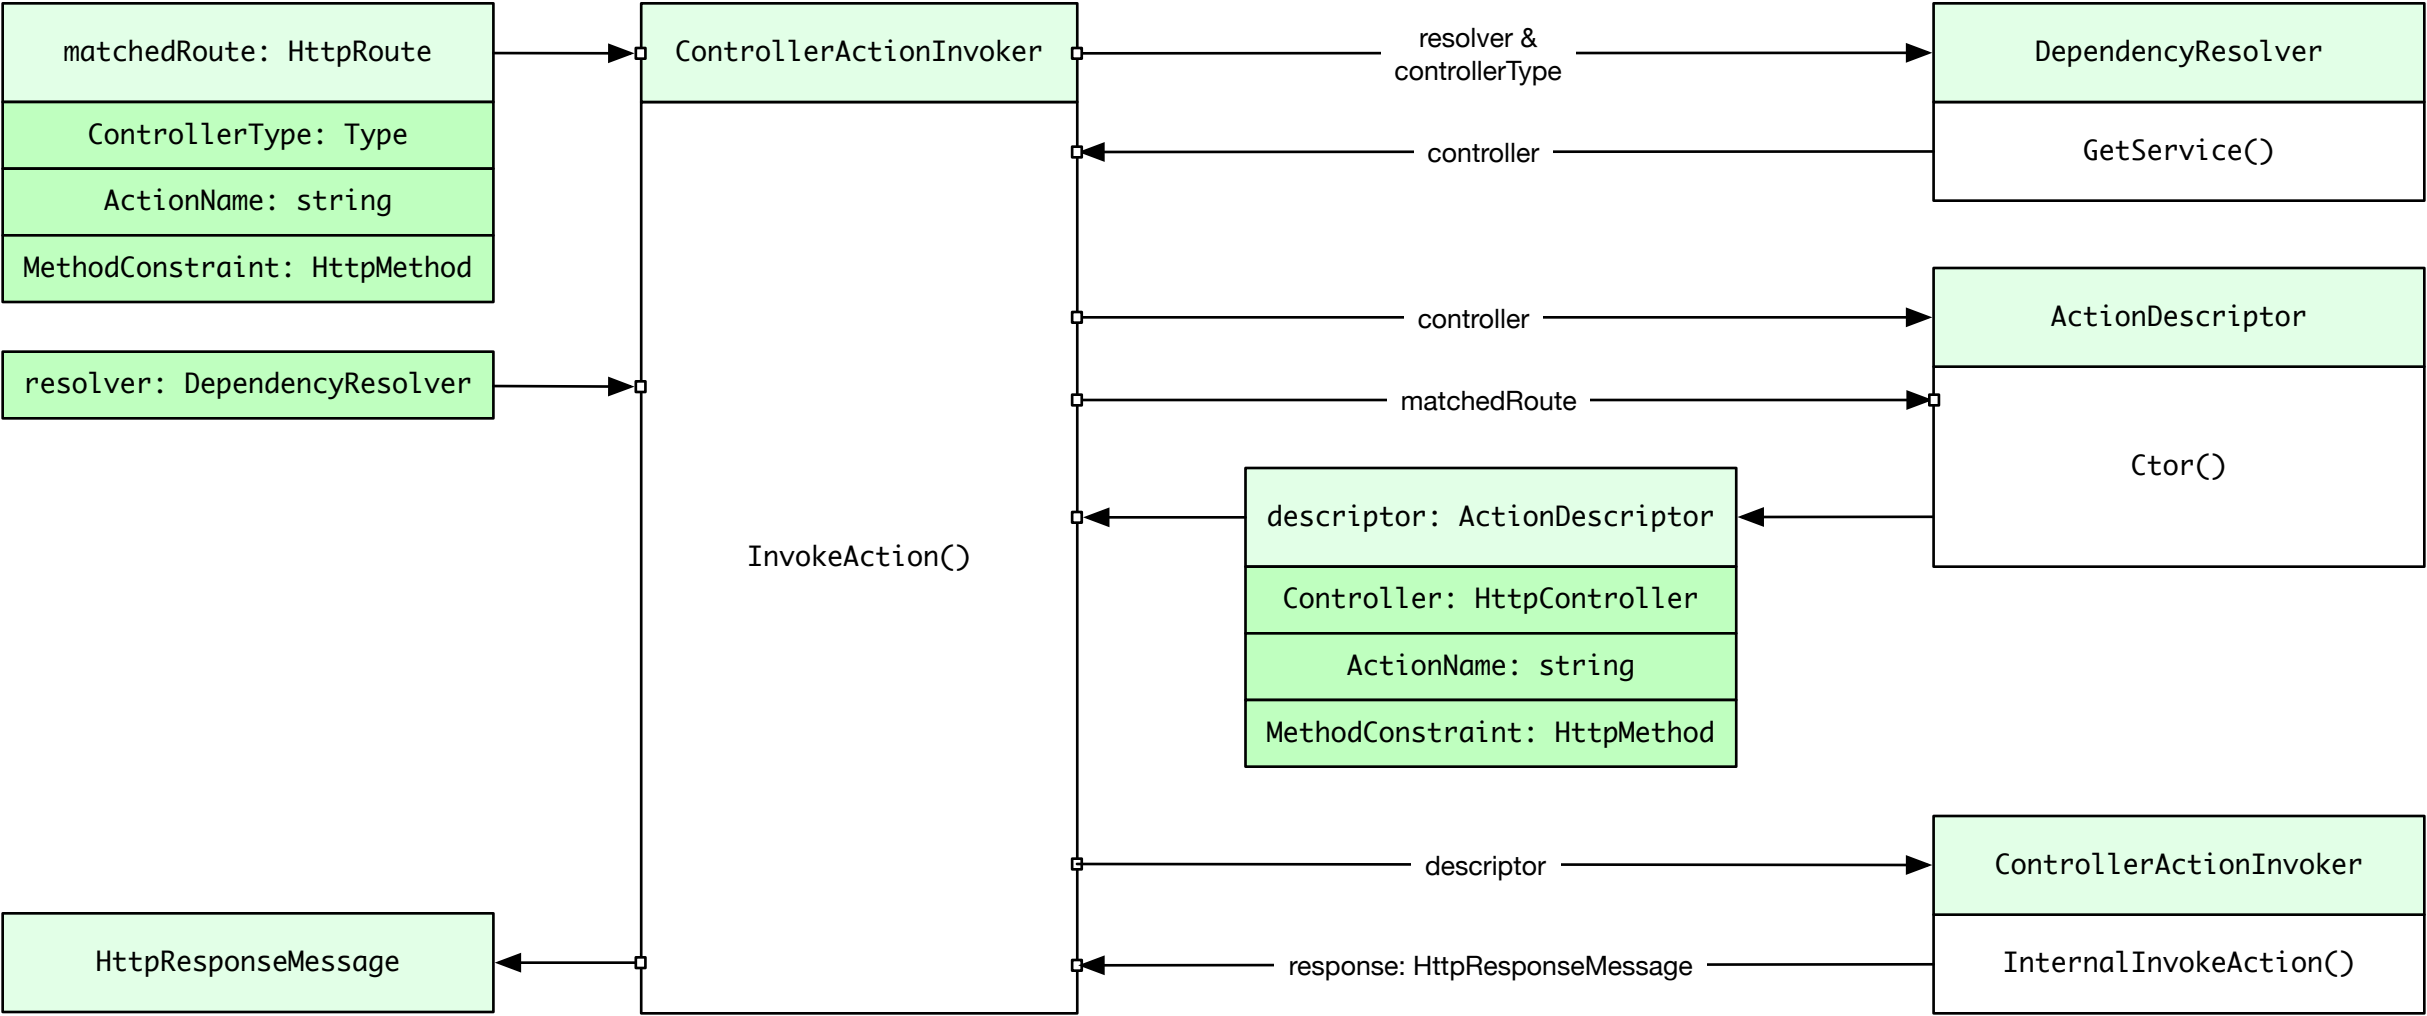 matchedRoute: HttpRoute
ControllerType: Type
ActionName: string
MethodConstraint: HttpMethod
resolver: DependencyResolver
HttpResponseMessage
ControllerActionInvoker
InvokeAction()
resolver &
controllerType
controller
controller
matchedRoute
descriptor: ActionDescriptor
Controller: HttpController
ActionName: string
MethodConstraint: HttpMethod
descriptor
response: HttpResponseMessage
DependencyResolver
GetService()
ActionDescriptor
Ctor()
ControllerActionInvoker
InternalInvokeAction()